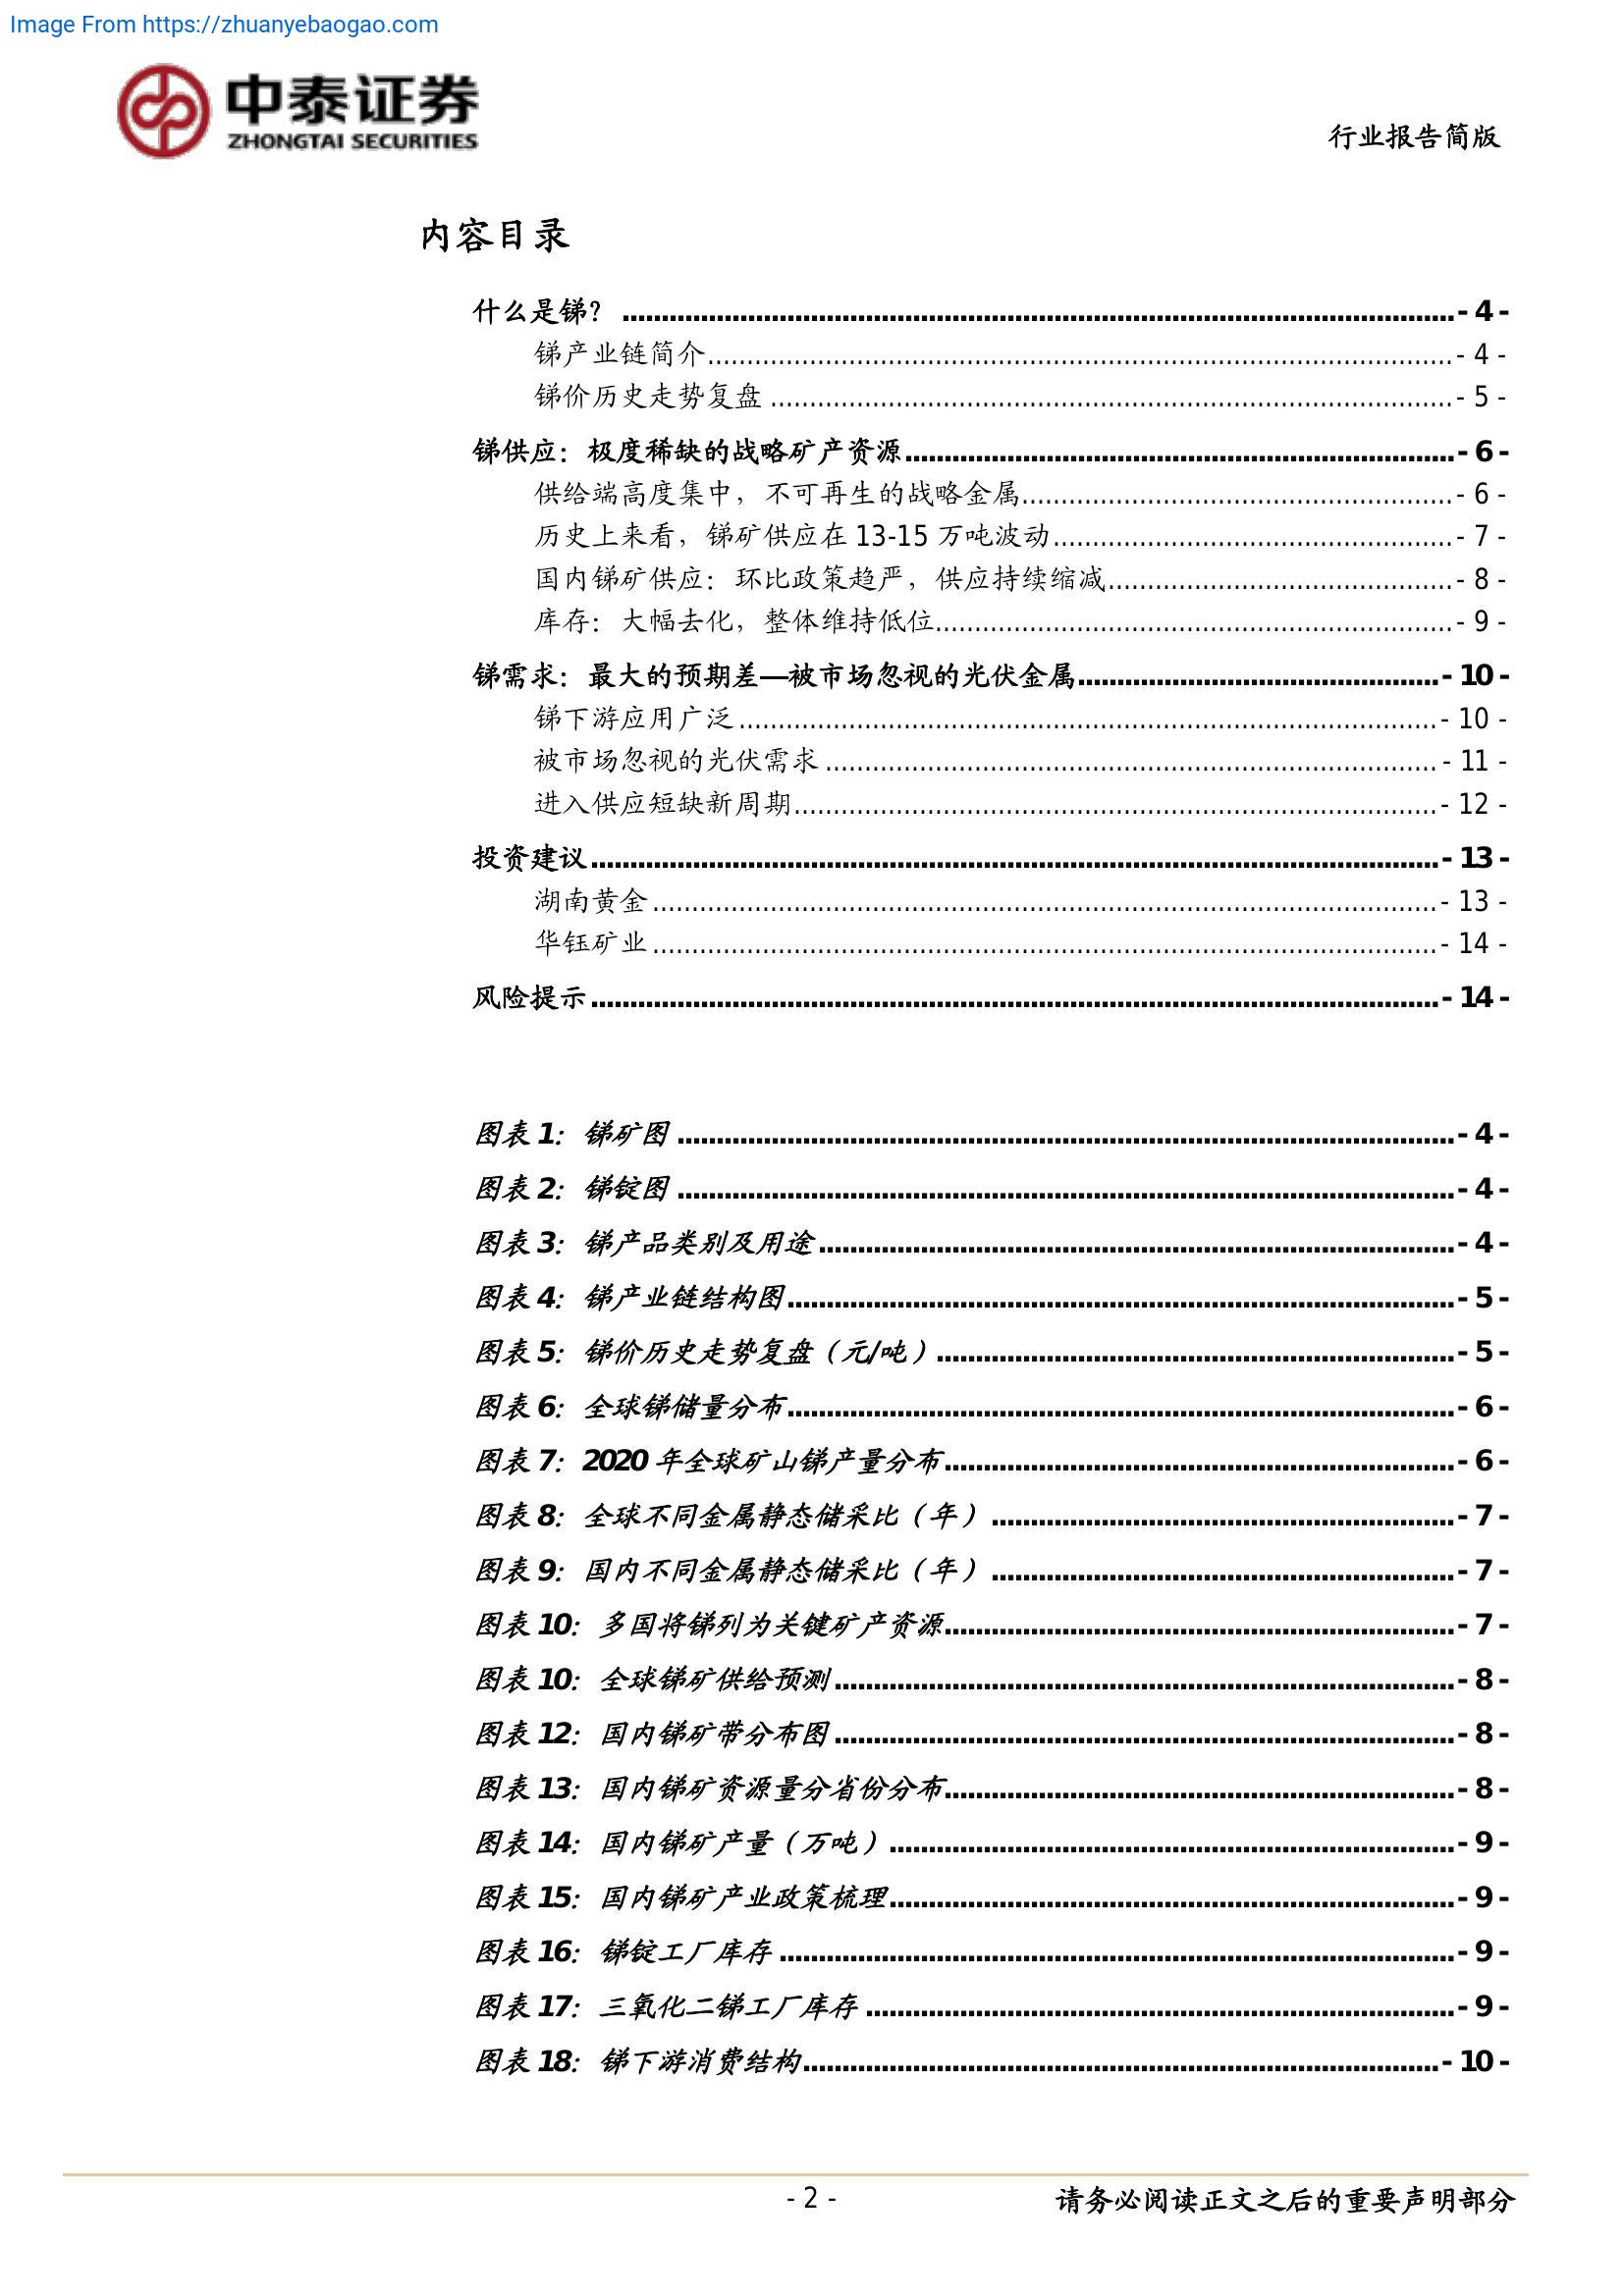 Image From https://zhuanyebaogao.com
中泰证券
ZHONGTAI SECURITIES
行业报告简版
内容目录
什么是锑？ - 4 -
锑产业链简介 - 4 -
锑价历史走势复盘 - 5 -
锑供应：极度稀缺的战略矿产资源 - 6 -
供给端高度集中，不可再生的战略金属 - 6 -
历史上来看，锑矿供应在 13-15 万吨波动 - 7 -
国内锑矿供应：环比政策趋严，供应持续缩减 - 8 -
库存：大幅去化，整体维持低位 - 9 -
锑需求：最大的预期差—被市场忽视的光伏金属 - 10 -
锑下游应用广泛 - 10 -
被市场忽视的光伏需求 - 11 -
进入供应短缺新周期 - 12 -
投资建议 - 13 -
湖南黄金 - 13 -
华钰矿业 - 14 -
风险提示 - 14 -
图表 1：锑矿图 - 4 -
图表 2：锑锭图 - 4 -
图表 3：锑产品类别及用途 - 4 -
图表 4：锑产业链结构图 - 5 -
图表 5：锑价历史走势复盘（元/吨） - 5 -
图表 6：全球锑储量分布 - 6 -
图表 7：2020 年全球矿山锑产量分布 - 6 -
图表 8：全球不同金属静态储采比（年） - 7 -
图表 9：国内不同金属静态储采比（年） - 7 -
图表 10：多国将锑列为关键矿产资源 - 7 -
图表 10：全球锑矿供给预测 - 8 -
图表 12：国内锑矿带分布图 - 8 -
图表 13：国内锑矿资源量分省份分布 - 8 -
图表 14：国内锑矿产量（万吨） - 9 -
图表 15：国内锑矿产业政策梳理 - 9 -
图表 16：锑锭工厂库存 - 9 -
图表 17：三氧化二锑工厂库存 - 9 -
图表 18：锑下游消费结构 - 10 -
- 2 -
请务必阅读正文之后的重要声明部分